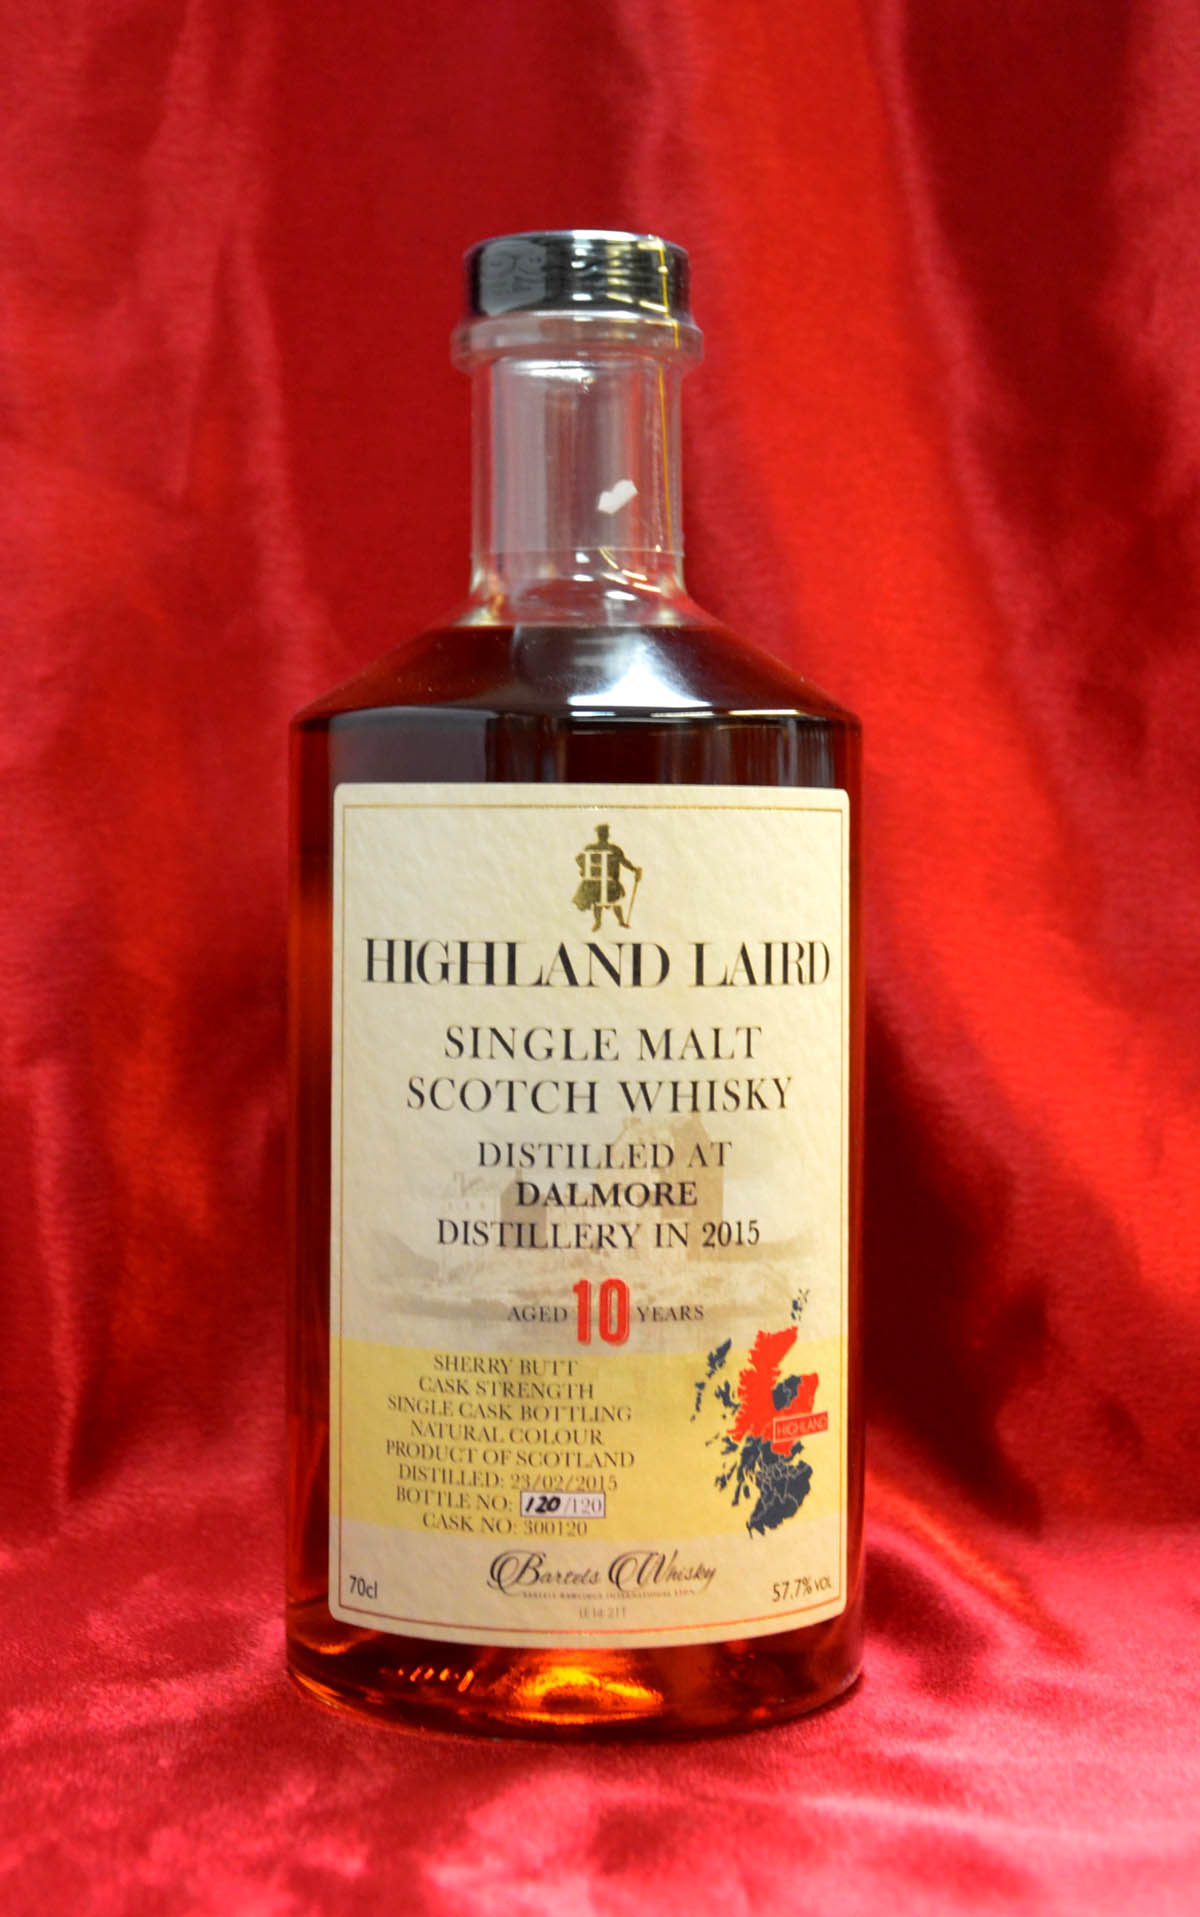 HIGHLAND LAIRD
SINGLE MALT
SCOTCH WHISKY
DISTILLED AT
DALMORE
DISTILLERY IN 2015
AGED 10 YEARS
SHERRY BUTT
CASK STRENGTH
SINGLE CASK BOTTLING
NATURAL COLOUR
PRODUCT OF SCOTLAND
DISTILLED: 23/02/2015
BOTTLE NO: 120/120
CASK NO: 300120
HIGHLAND
Bartels Whisky
70cl
57.7% VOL